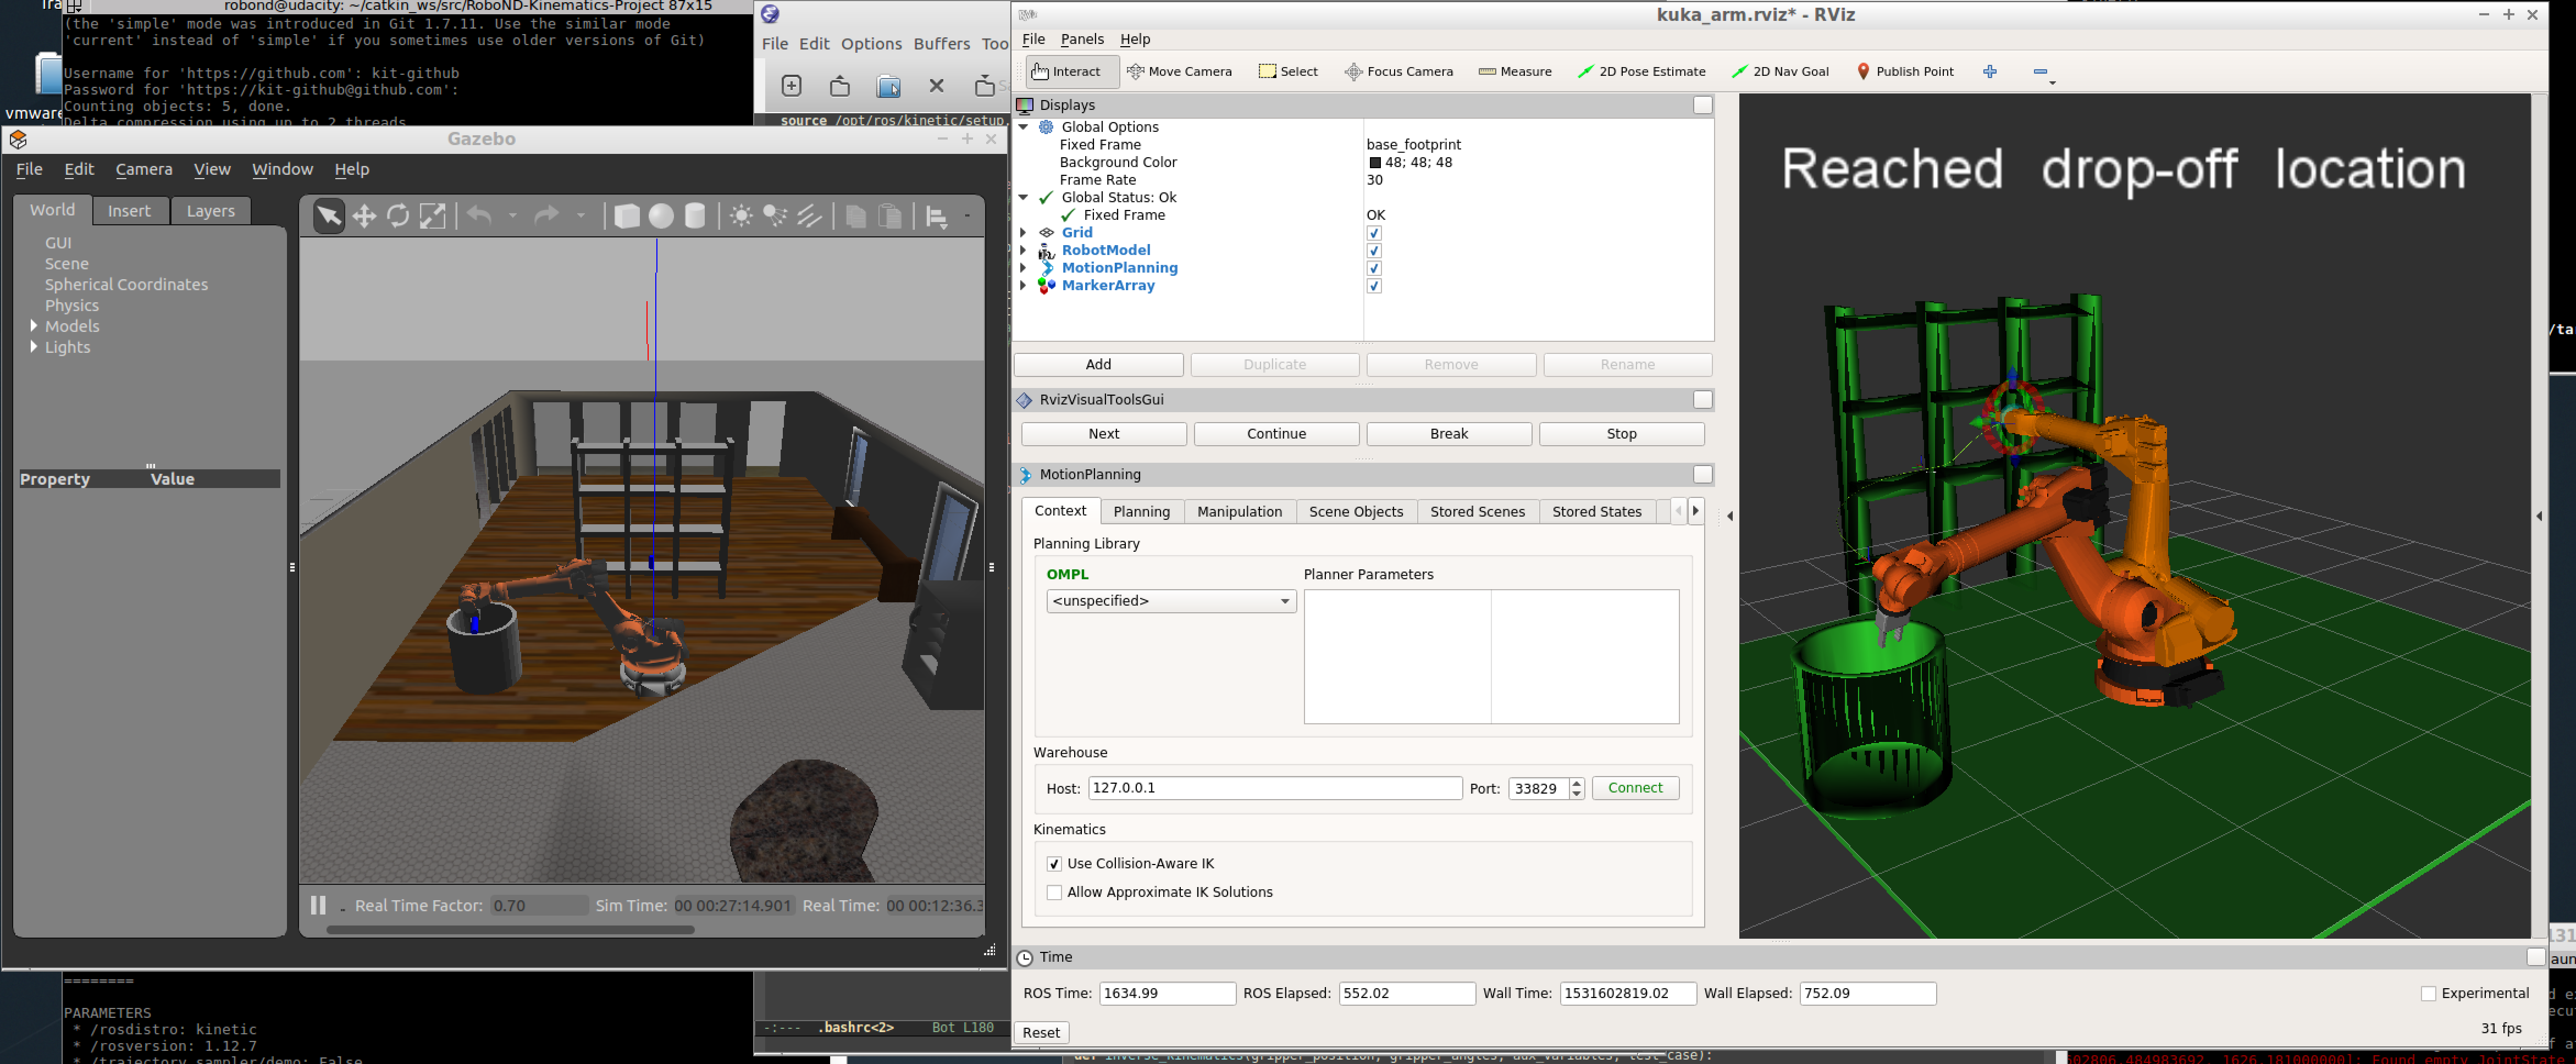 robond@udacity: ~/catkin_ws/src/RoboND-Kinematics-Project 87x15
(the 'simple' mode was introduced in Git 1.7.11. Use the similar mode
'current' instead of 'simple' if you sometimes use older versions of Git)
Username for 'https://github.com': kit-github
Password for 'https://kit-github@github.com':
Counting objects: 5, done.
Delta compression using up to 2 threads
vmware
File Edit Options Buffers Too
source /opt/ros/kinetic/setup.
Gazebo
File Edit Camera View Window Help
World Insert Layers
GUI
Scene
Spherical Coordinates
Physics
Models
Lights
Property Value
Real Time Factor: 0.70 Sim Time: 00 00:27:14.901 Real Time: 00 00:12:36.3
========
PARAMETERS
* /rosdistro: kinetic
* /rosversion: 1.12.7
* /trajectory_sampler/demo: False
-:--- .bashrc<2> Bot L180
kuka_arm.rviz* - RViz
File Panels Help
Interact Move Camera Select Focus Camera Measure 2D Pose Estimate 2D Nav Goal Publish Point
Displays
Global Options
Fixed Frame base_footprint
Background Color 48; 48; 48
Frame Rate 30
Global Status: Ok
Fixed Frame OK
Grid
RobotModel
MotionPlanning
MarkerArray
Add Duplicate Remove Rename
RvizVisualToolsGui
Next Continue Break Stop
MotionPlanning
Context Planning Manipulation Scene Objects Stored Scenes Stored States
Planning Library
OMPL Planner Parameters
<unspecified>
Warehouse
Host: 127.0.0.1 Port: 33829 Connect
Kinematics
Use Collision-Aware IK
Allow Approximate IK Solutions
Reached drop-off location
Time
ROS Time: 1634.99 ROS Elapsed: 552.02 Wall Time: 1531602819.02 Wall Elapsed: 752.09 Experimental
Reset 31 fps
def inverse_kinematics(gripper_position, gripper_angles, aux_variables, test_case):
502806.484983692, 1626.181000000]: Found empty JointState
/ta